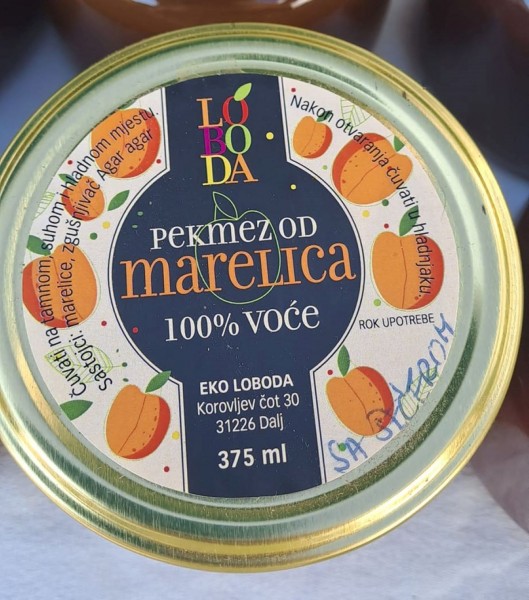 LO
BO
DA
PEKMEZ OD
MARELICA
100% VOĆE
EKO LOBODA
Korovljev čot 30
31226 Dalj
375 ml
Čuvati na tamnom, suhom i hladnom mjestu.
Sastojci: marelice, zgušnjivač Agar agar
Nakon otvaranja čuvati u hladnjaku.
ROK UPOTREBE
SA ŠEĆEROM